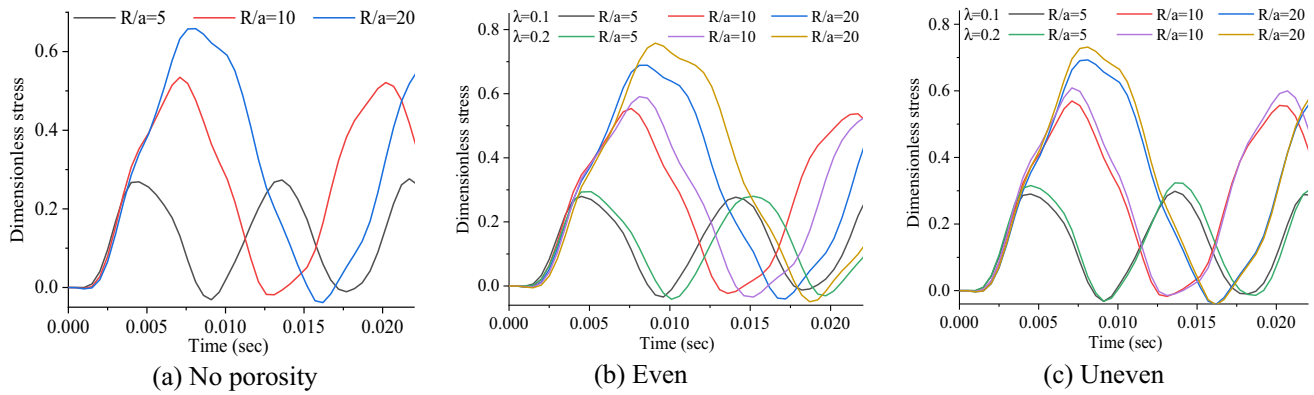 R/a=5 R/a=10 R/a=20
Dimensionless stress
0.6
0.4
0.2
0.0
0.000 0.005 0.010 0.015 0.020
Time (sec)
(a) No porosity
λ=0.1 R/a=5 R/a=10 R/a=20
λ=0.2 R/a=5 R/a=10 R/a=20
Dimensionless stress
0.8
0.6
0.4
0.2
0.0
0.000 0.005 0.010 0.015 0.020
Time (sec)
(b) Even
λ=0.1 R/a=5 R/a=10 R/a=20
λ=0.2 R/a=5 R/a=10 R/a=20
Dimensionless stress
0.8
0.6
0.4
0.2
0.0
0.000 0.005 0.010 0.015 0.020
Time (sec)
(c) Uneven